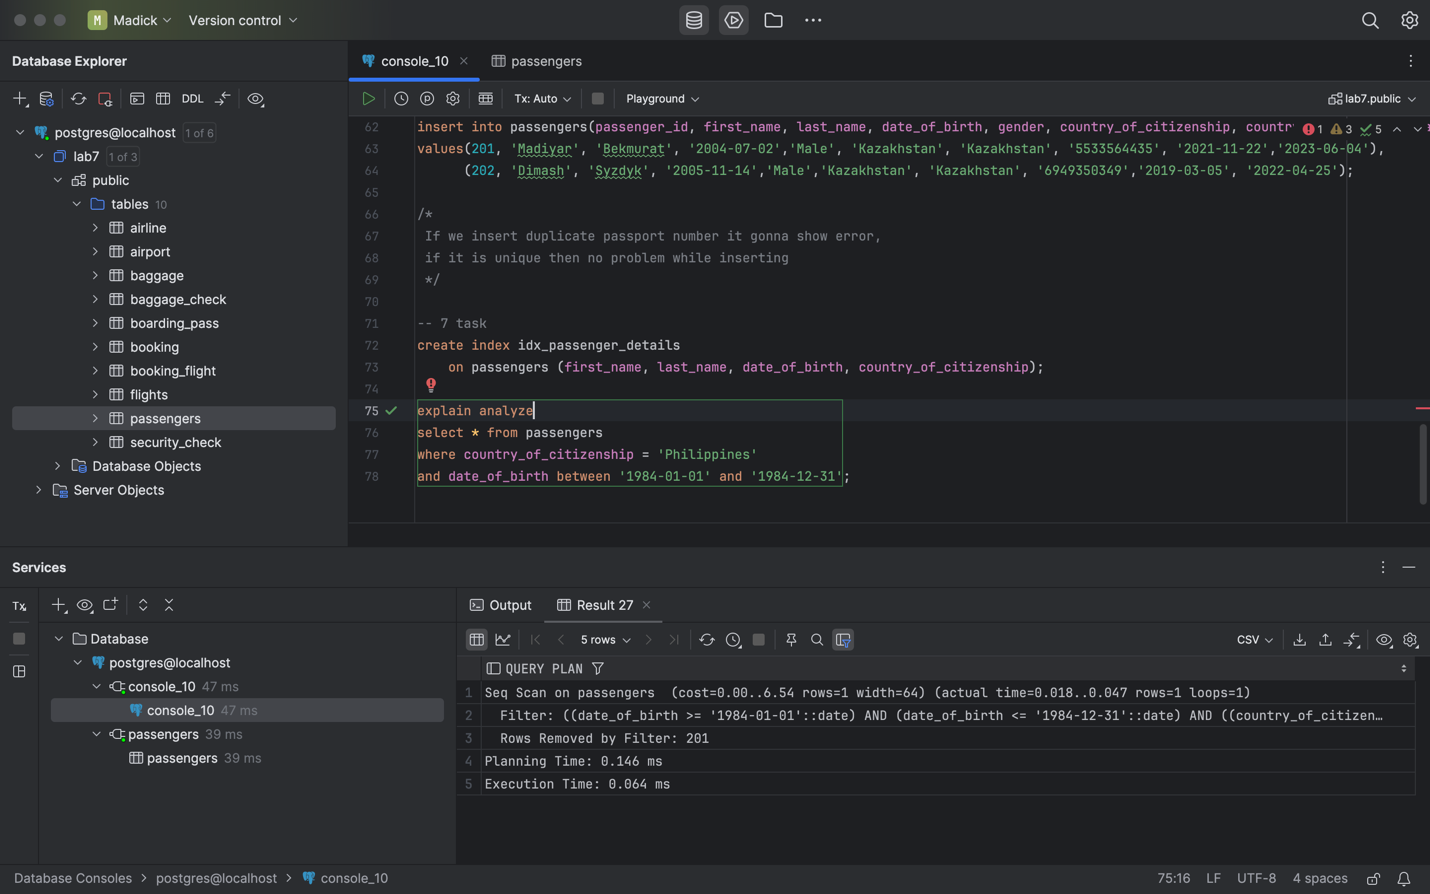 M Madick Version control
Database Explorer
console_10
passengers
DDL
Tx: Auto
Playground
lab7.public
postgres@localhost 1 of 6
lab7 1 of 3
public
tables 10
airline
airport
baggage
baggage_check
boarding_pass
booking
booking_flight
flights
passengers
security_check
Database Objects
Server Objects
62 insert into passengers(passenger_id, first_name, last_name, date_of_birth, gender, country_of_citizenship, countr 1 3 5
63 values(201, 'Madiyar', 'Bekmurat', '2004-07-02','Male', 'Kazakhstan', 'Kazakhstan', '5533564435', '2021-11-22','2023-06-04'),
64 (202, 'Dimash', 'Syzdyk', '2005-11-14','Male','Kazakhstan', 'Kazakhstan', '6949350349','2019-03-05', '2022-04-25');
65
66 /*
67 If we insert duplicate passport number it gonna show error,
68 if it is unique then no problem while inserting
69 */
70
71 -- 7 task
72 create index idx_passenger_details
73 on passengers (first_name, last_name, date_of_birth, country_of_citizenship);
74
75 explain analyze
76 select * from passengers
77 where country_of_citizenship = 'Philippines'
78 and date_of_birth between '1984-01-01' and '1984-12-31';
Services
Tx
Database
postgres@localhost
console_10 47 ms
console_10 47 ms
passengers 39 ms
passengers 39 ms
Output
Result 27
5 rows
CSV
QUERY PLAN
1 Seq Scan on passengers (cost=0.00..6.54 rows=1 width=64) (actual time=0.018..0.047 rows=1 loops=1)
2 Filter: ((date_of_birth >= '1984-01-01'::date) AND (date_of_birth <= '1984-12-31'::date) AND ((country_of_citizen…
3 Rows Removed by Filter: 201
4 Planning Time: 0.146 ms
5 Execution Time: 0.064 ms
Database Consoles > postgres@localhost > console_10
75:16 LF UTF-8 4 spaces